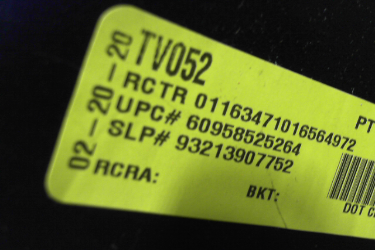 02-20-20
TV052
RCTR 01163471016564972
UPC# 60958525264
SLP# 93213907752
RCRA:
BKT:
PT
DOT C